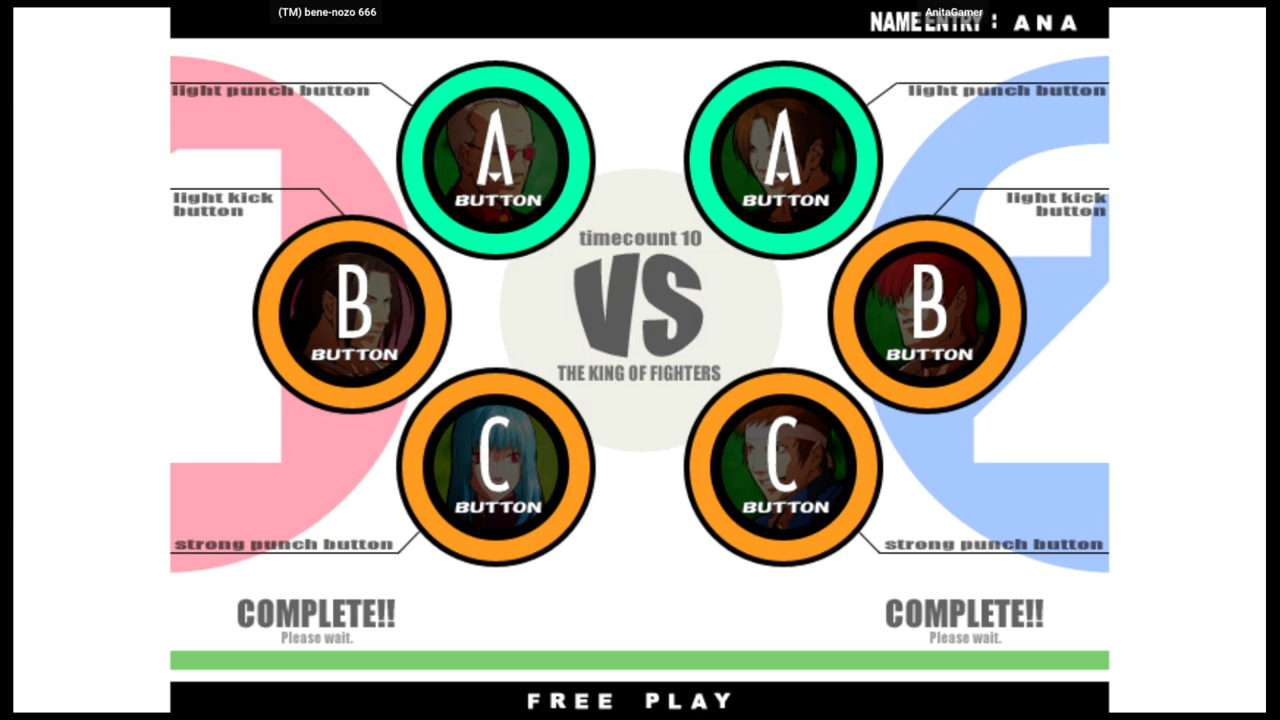 (TM) bene-nozo 666
AnitaGamer
NAME ENTRY : ANA
light punch button
light punch button
A
BUTTON
A
BUTTON
light kick
button
light kick
button
timecount 10
VS
THE KING OF FIGHTERS
B
BUTTON
B
BUTTON
C
BUTTON
C
BUTTON
strong punch button
strong punch button
COMPLETE!!
Please wait.
COMPLETE!!
Please wait.
FREE PLAY